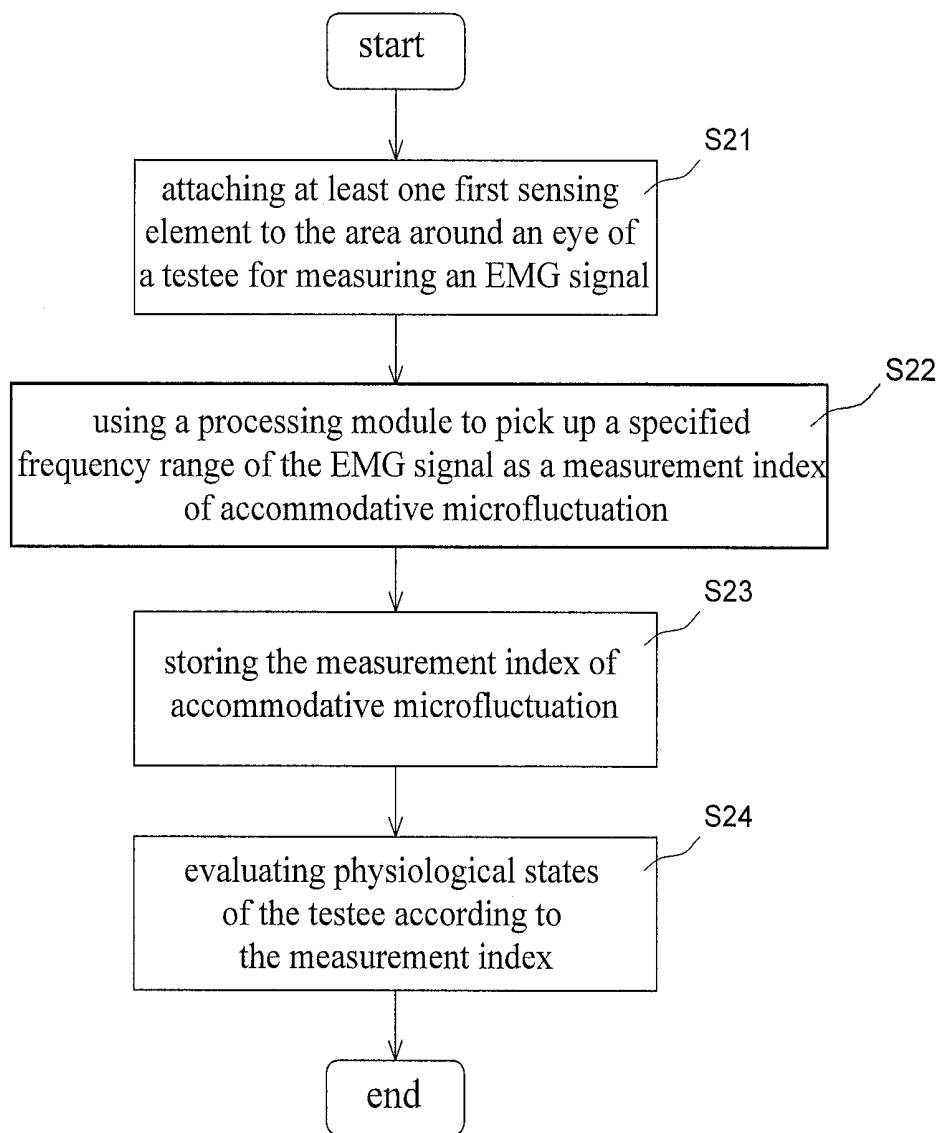 start
S21
attaching at least one first sensing
element to the area around an eye of
a testee for measuring an EMG signal
S22
using a processing module to pick up a specified
frequency range of the EMG signal as a measurement index
of accommodative microfluctuation
S23
storing the measurement index of
accommodative microfluctuation
S24
evaluating physiological states
of the testee according to
the measurement index
end